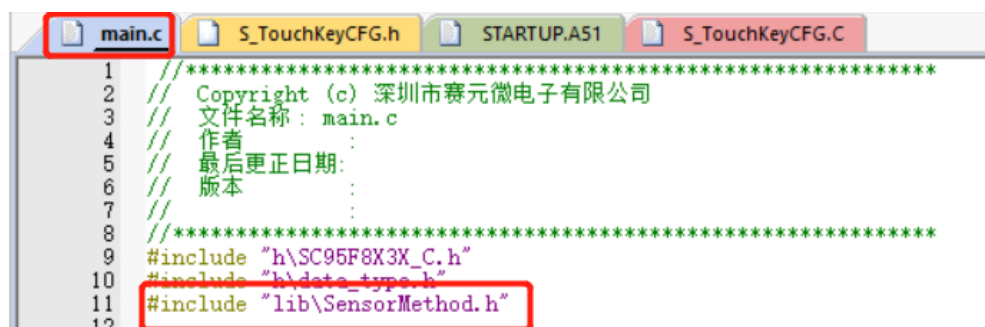 main.c S_TouchKeyCFG.h STARTUP.A51 S_TouchKeyCFG.C
1 //************************************************************
2 // Copyright (c) 深圳市赛元微电子有限公司
3 // 文件名称: main.c
4 // 作者 :
5 // 最后更正日期:
6 // 版本 :
7 // :
8 //*************************************************************
9 #include "h\SC95F8X3X_C.h"
10 #include "h\data_type.h"
11 #include "lib\SensorMethod.h"
12